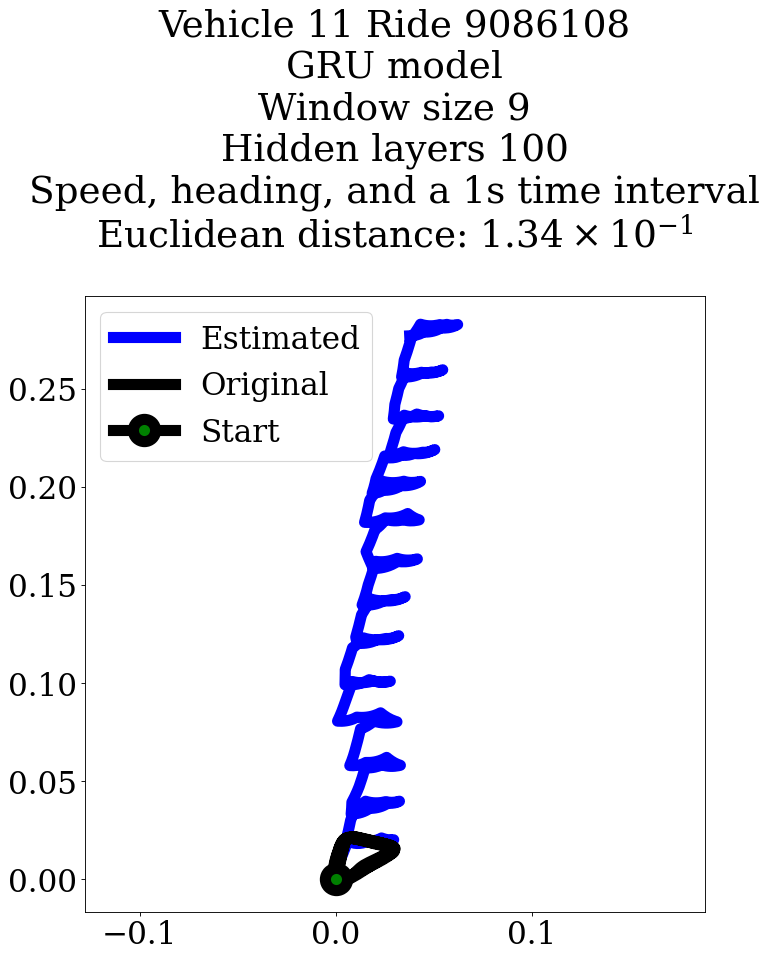 Vehicle 11 Ride 9086108
GRU model
Window size 9
Hidden layers 100
Speed, heading, and a 1s time interval
Euclidean distance: 1.34 × 10⁻¹
Estimated
Original
Start
0.25
0.20
0.15
0.10
0.05
0.00
−0.1
0.0
0.1